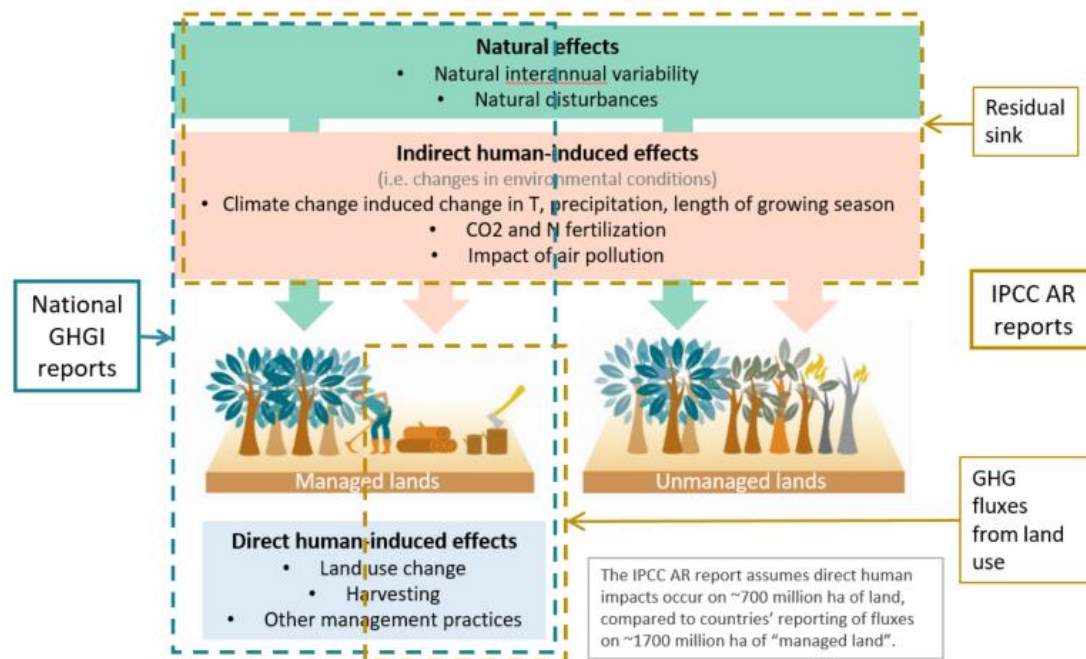 Natural effects
• Natural interannual variability
• Natural disturbances
Residual
sink
Indirect human-induced effects
(i.e. changes in environmental conditions)
• Climate change induced change in T, precipitation, length of growing season
• CO2 and N fertilization
• Impact of air pollution
National
GHGI
reports
IPCC AR
reports
Managed lands
Unmanaged lands
GHG
fluxes
from land
use
Direct human-induced effects
• Land use change
• Harvesting
• Other management practices
The IPCC AR report assumes direct human
impacts occur on ~700 million ha of land,
compared to countries' reporting of fluxes
on ~1700 million ha of “managed land”.